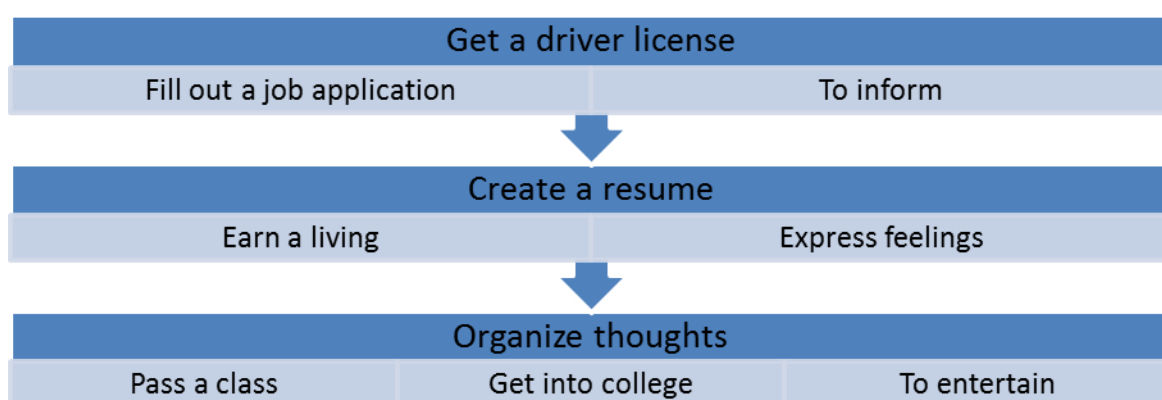 Get a driver license
Fill out a job application To inform
Create a resume
Earn a living Express feelings
Organize thoughts
Pass a class Get into college To entertain